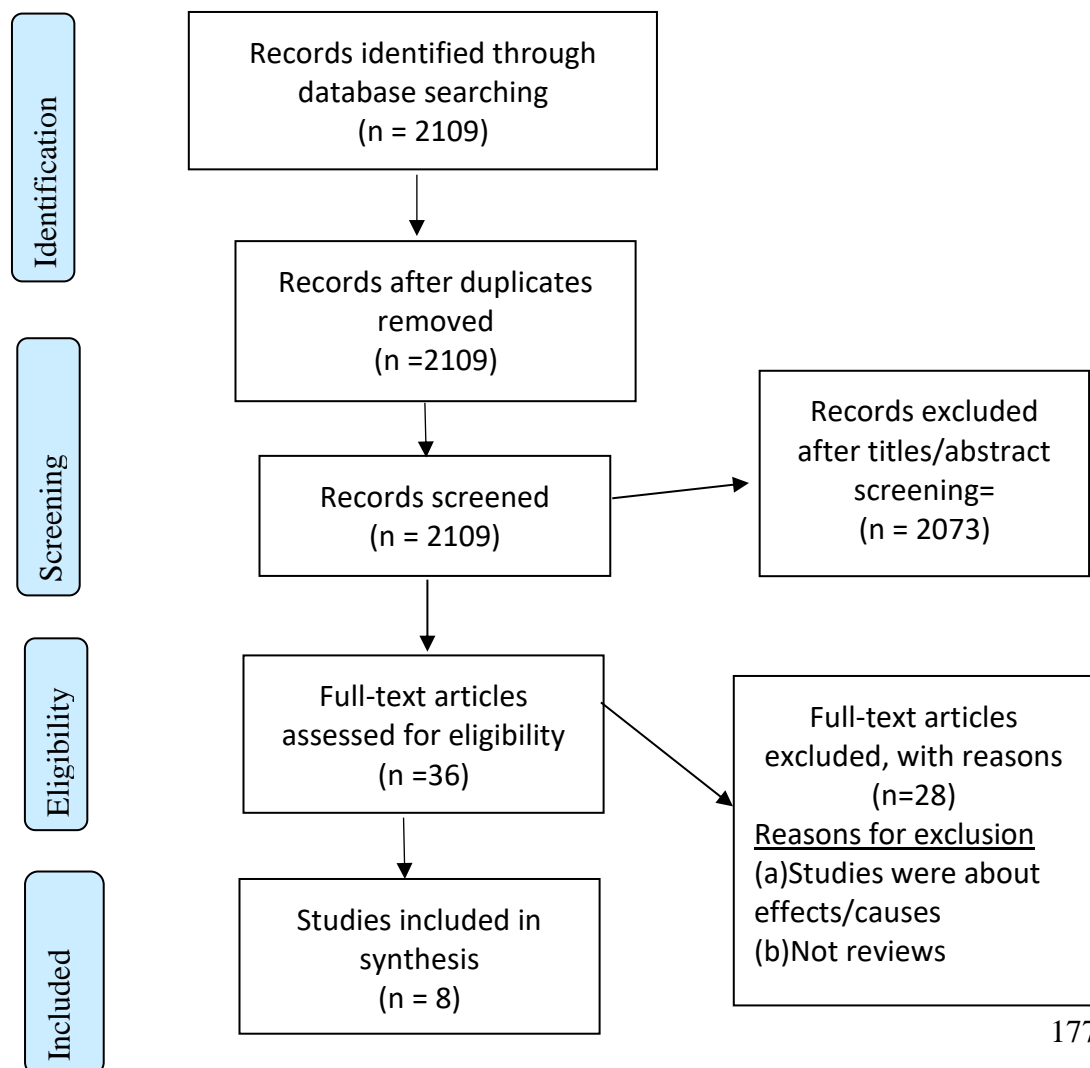 Identification
Records identified through
database searching
(n = 2109)
Records after duplicates
removed
(n =2109)
Screening
Records screened
(n = 2109)
Records excluded
after titles/abstract
screening=
(n = 2073)
Eligibility
Full-text articles
assessed for eligibility
(n =36)
Full-text articles
excluded, with reasons
(n=28)
Reasons for exclusion
(a)Studies were about
effects/causes
(b)Not reviews
Included
Studies included in
synthesis
(n = 8)
177